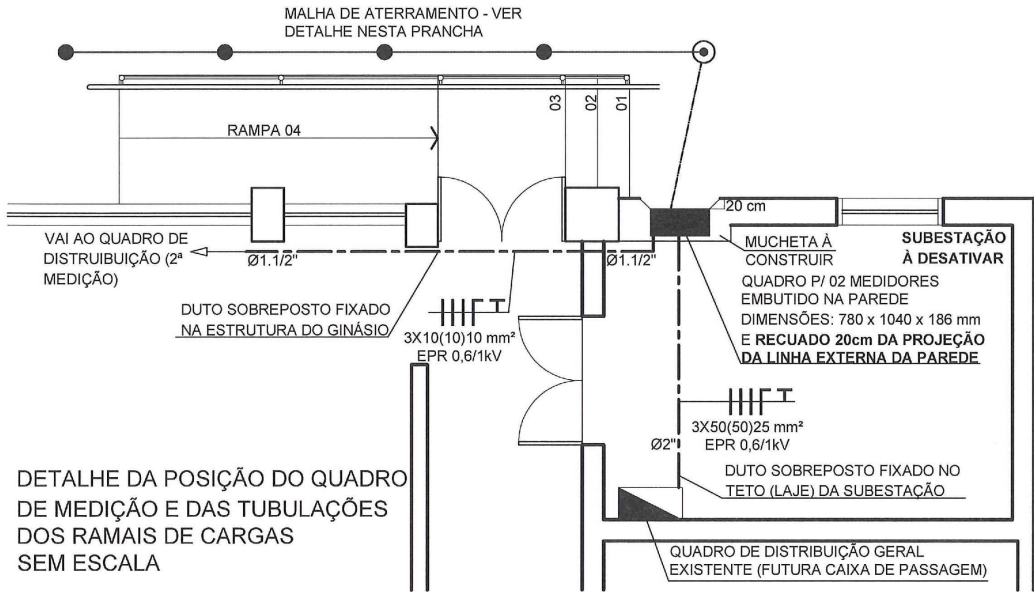 MALHA DE ATERRAMENTO - VER
DETALHE NESTA PRANCHA
RAMPA 04
03
02
01
20 cm
VAI AO QUADRO DE
DISTRUIBUIÇÃO (2ª
MEDIÇÃO)
Ø1.1/2"
Ø1.1/2"
MUCHETA À
CONSTRUIR
SUBESTAÇÃO
À DESATIVAR
QUADRO P/ 02 MEDIDORES
EMBUTIDO NA PAREDE
DIMENSÕES: 780 x 1040 x 186 mm
E RECUADO 20cm DA PROJEÇÃO
DA LINHA EXTERNA DA PAREDE
DUTO SOBREPOSTO FIXADO
NA ESTRUTURA DO GINÁSIO
3X10(10)10 mm²
EPR 0,6/1kV
3X50(50)25 mm²
EPR 0,6/1kV
Ø2"
DUTO SOBREPOSTO FIXADO NO
TETO (LAJE) DA SUBESTAÇÃO
DETALHE DA POSIÇÃO DO QUADRO
DE MEDIÇÃO E DAS TUBULAÇÕES
DOS RAMAIS DE CARGAS
SEM ESCALA
QUADRO DE DISTRIBUIÇÃO GERAL
EXISTENTE (FUTURA CAIXA DE PASSAGEM)